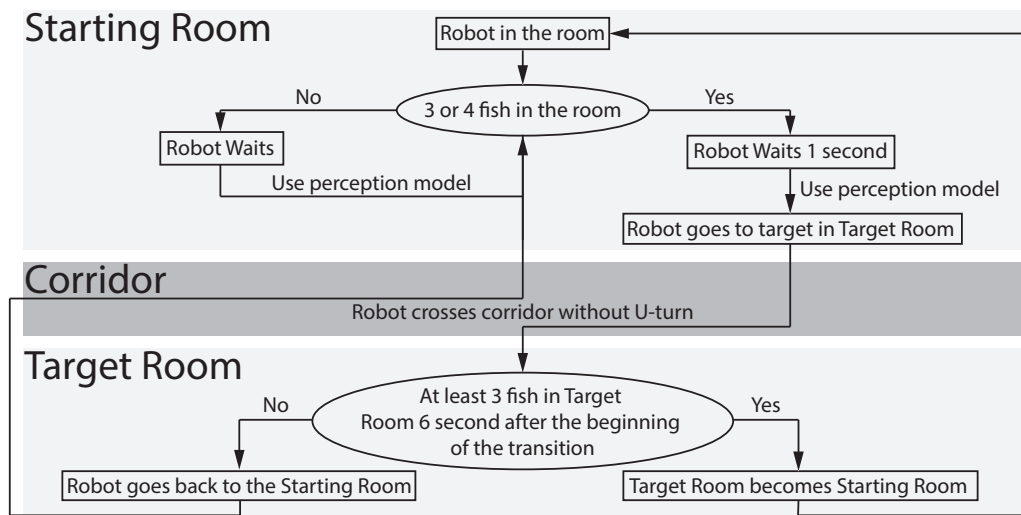 Starting Room
Robot in the room
No
3 or 4 fish in the room
Yes
Robot Waits
Robot Waits 1 second
Use perception model
Use perception model
Robot goes to target in Target Room
Corridor
Robot crosses corridor without U-turn
Target Room
No
At least 3 fish in Target
Room 6 second after the beginning
of the transition
Yes
Robot goes back to the Starting Room
Target Room becomes Starting Room